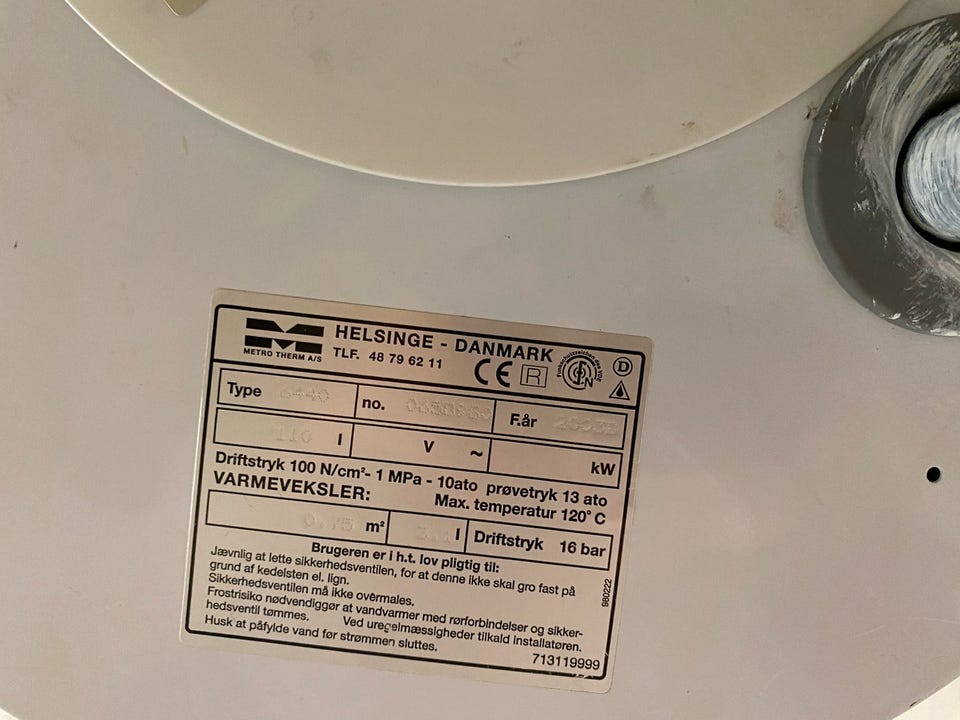 HELSINGE - DANMARK
METRO THERM A/S TLF. 48 79 62 11
CE R D
Type no. F.år
110 l V ~ kW
Driftstryk 100 N/cm²- 1 MPa - 10ato prøvetryk 13 ato
VARMEVEKSLER: Max. temperatur 120° C
m² l Driftstryk 16 bar
Brugeren er i h.t. lov pligtig til:
Jævnlig at lette sikkerhedsventilen, for at denne ikke skal gro fast på
grund af kedelsten el. lign.
Sikkerhedsventilen må ikke overmales.
Frostrisiko nødvendiggør at vandvarmer med rørforbindelser og sikker-
hedsventil tømmes. Ved uregelmæssigheder tilkald installatøren.
Husk at påfylde vand før strømmen sluttes.
713119999
980222